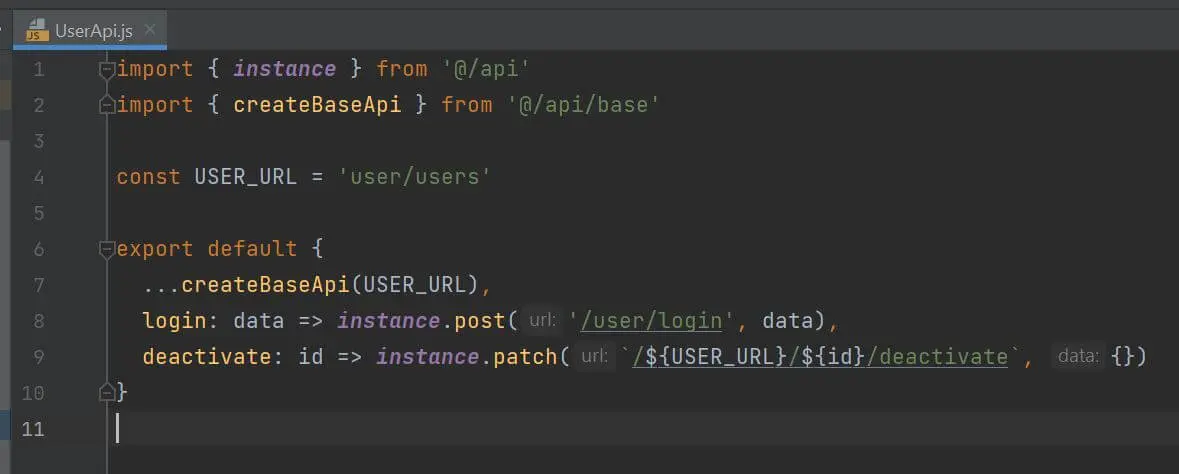 UserApi.js
JS
1 import { instance } from '@/api'
2 import { createBaseApi } from '@/api/base'
3
4 const USER_URL = 'user/users'
5
6 export default {
7   ...createBaseApi(USER_URL),
8   login: data => instance.post( url: '/user/login', data),
9   deactivate: id => instance.patch( url: `/${USER_URL}/${id}/deactivate`, data: {})
10 }
11